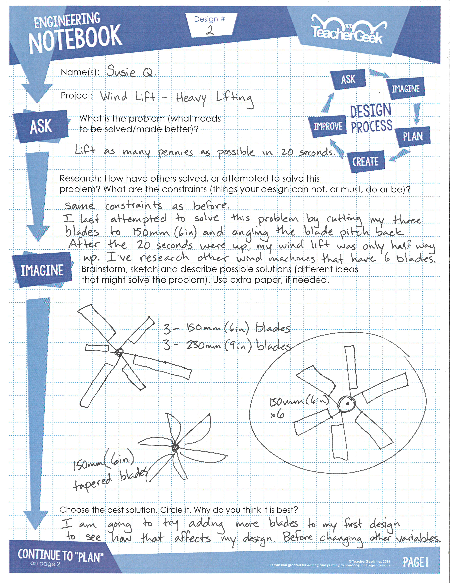 ENGINEERING
NOTEBOOK
Design #
2
TeacherGeek
Name(s): Susie Q.
Project: Wind Lift - Heavy Lifting
ASK
IMAGINE
PLAN
CREATE
IMPROVE
DESIGN
PROCESS
ASK
What is the problem (what needs
to be solved/made better)?
Lift as many pennies as possible in 20 seconds.
Research: How have others solved, or attempted to solve this
problem? What are the constraints (things your design can not, or must, do or be)?
same constraints as before.
I last attempted to solve this problem by cutting my three
blades to 150mm (6in) and angling the blade pitch back.
After the 20 seconds were up, my wind lift was only half way
up. I've research other wind machines that have 6 blades.
IMAGINE
Brainstorm, sketch and describe possible solutions (different ideas
that might solve the problem). Use extra paper, if needed.
3 - 150mm (6in) blades
3 - 230mm (9in) blades
150mm (6in)
x6
150mm (6in)
tapered blades
Choose the best solution. Circle it. Why do you think it is best?
I am going to try adding more blades to my first design
to see how that affects my design. Before changing other variables.
CONTINUE TO "PLAN"
on page 2
PAGE 1